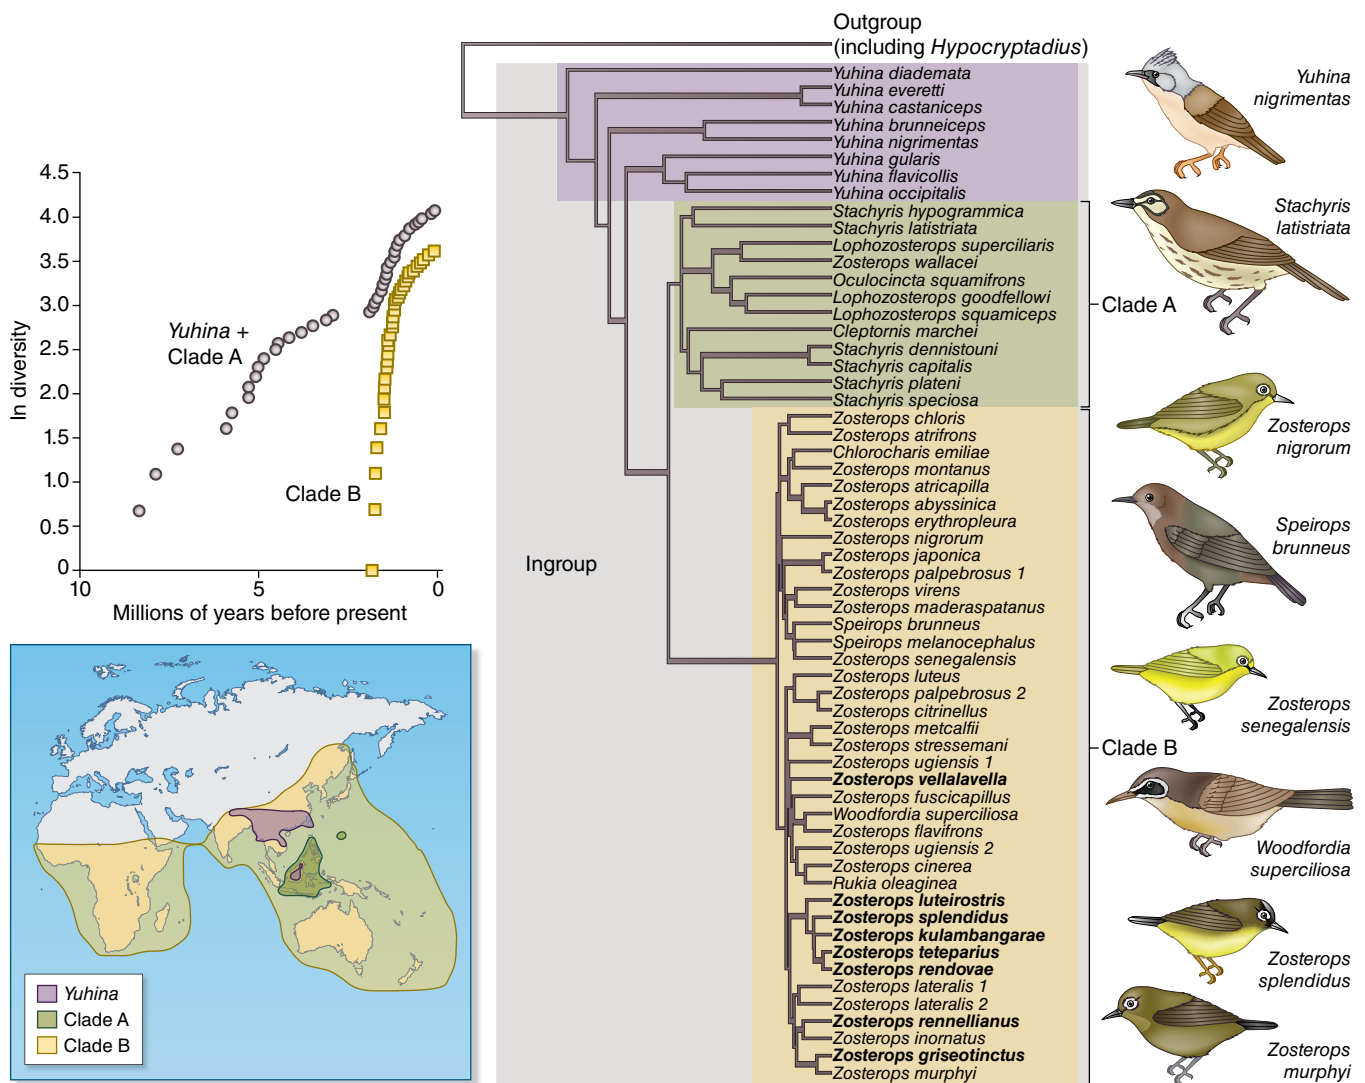 Outgroup
(including Hypocryptadius)
Yuhina diademata
Yuhina everetti
Yuhina castaniceps
Yuhina brunneiceps
Yuhina nigrimentas
Yuhina gularis
Yuhina flavicollis
Yuhina occipitalis
Stachyris hypogrammica
Stachyris latistriata
Lophozosterops superciliaris
Zosterops wallacei
Oculocincta squamifrons
Lophozosterops goodfellowi
Lophozosterops squamiceps
Cleptornis marchei
Stachyris dennistouni
Stachyris capitalis
Stachyris plateni
Stachyris speciosa
Zosterops chloris
Zosterops atrifrons
Chlorocharis emiliae
Zosterops montanus
Zosterops atricapilla
Zosterops abyssinica
Zosterops erythropleura
Zosterops nigrorum
Zosterops japonica
Zosterops palpebrosus 1
Zosterops virens
Zosterops maderaspatanus
Speirops brunneus
Speirops melanocephalus
Zosterops senegalensis
Zosterops luteus
Zosterops palpebrosus 2
Zosterops citrinellus
Zosterops metcalfii
Zosterops stressemani
Zosterops ugiensis 1
Zosterops vellalavella
Zosterops fuscicapillus
Woodfordia superciliosa
Zosterops flavifrons
Zosterops ugiensis 2
Zosterops cinerea
Rukia oleaginea
Zosterops luteirostris
Zosterops splendidus
Zosterops kulambangarae
Zosterops teteparius
Zosterops rendovae
Zosterops lateralis 1
Zosterops lateralis 2
Zosterops rennellianus
Zosterops inornatus
Zosterops griseotinctus
Zosterops murphyi
Ingroup
Clade A
Clade B
Yuhina
nigrimentas
Stachyris
latistriata
Zosterops
nigrorum
Speirops
brunneus
Zosterops
senegalensis
Woodfordia
superciliosa
Zosterops
splendidus
Zosterops
murphyi
ln diversity
4.5
4.0
3.5
3.0
2.5
2.0
1.5
1.0
0.5
0
10
5
0
Millions of years before present
Yuhina +
Clade A
Clade B
Yuhina
Clade A
Clade B